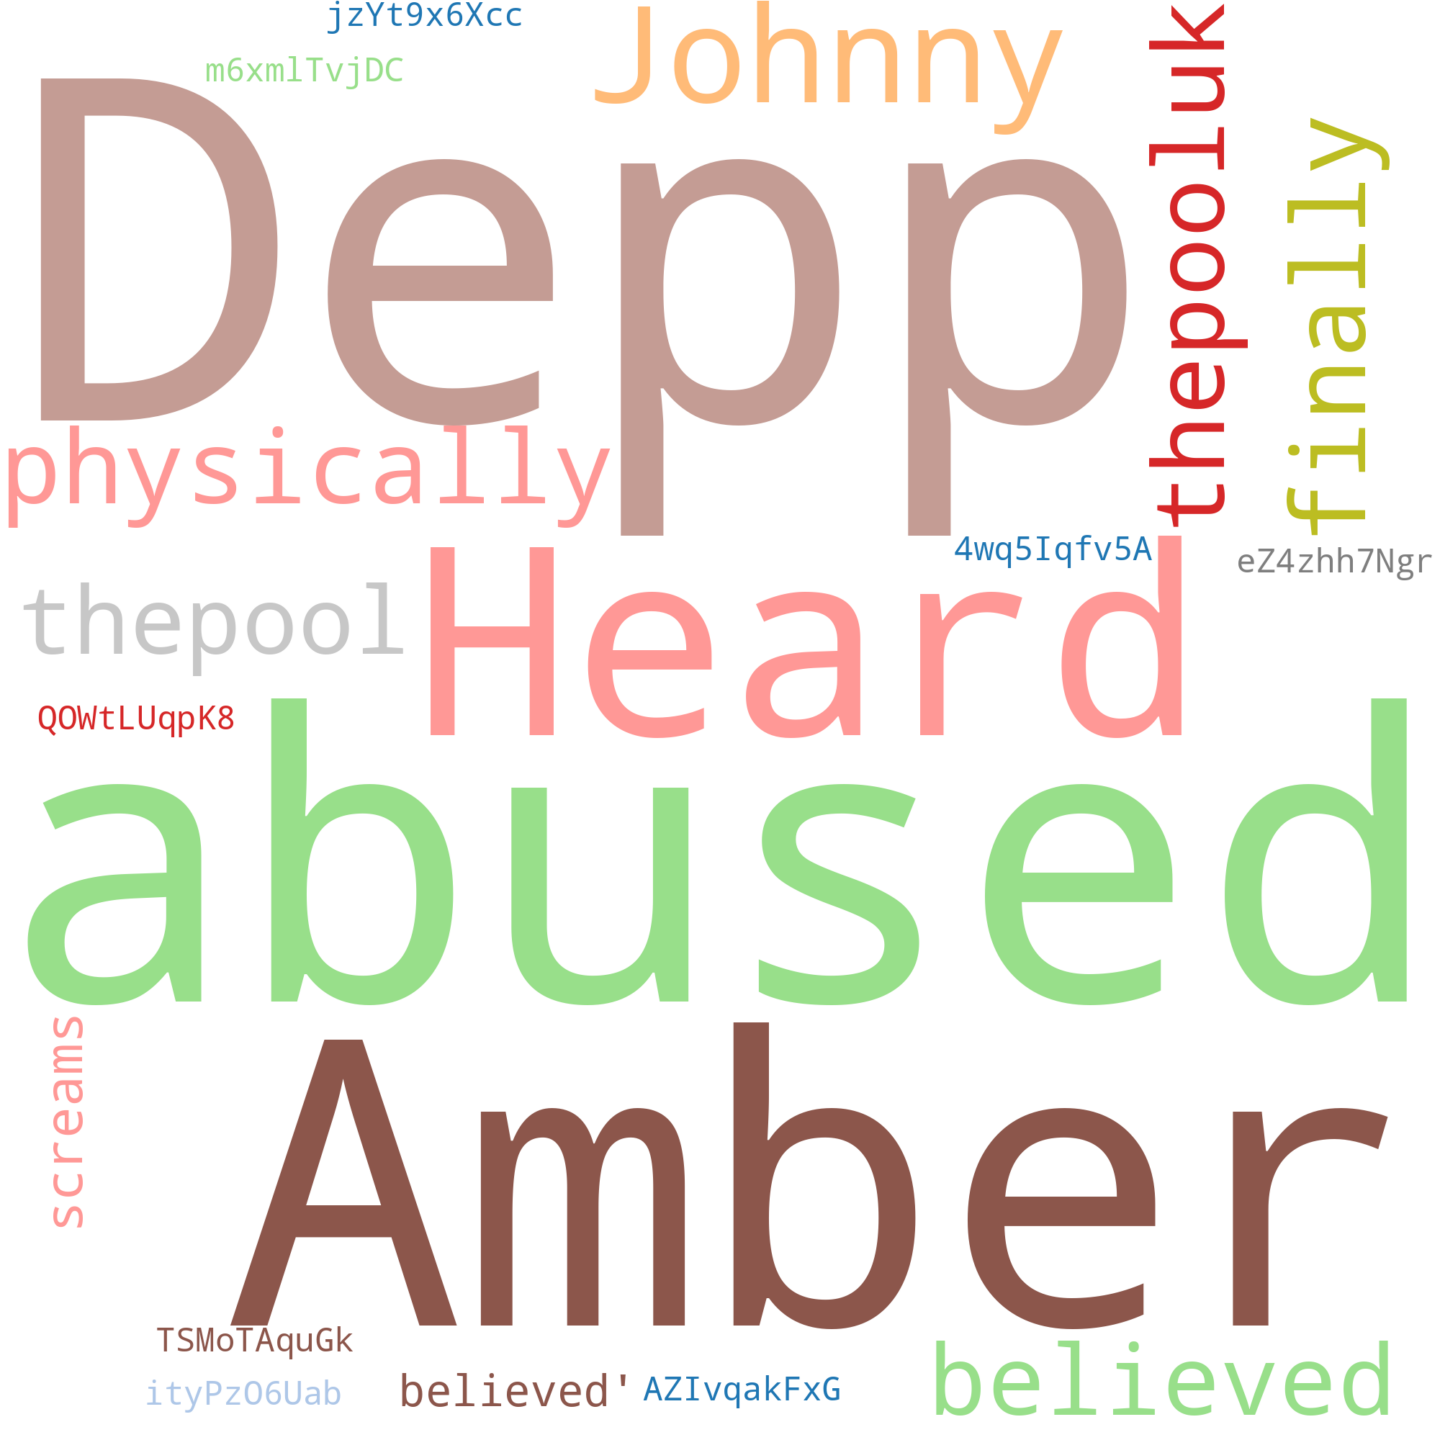 jzYt9x6Xcc
Johnny
thepooluk
finally
m6xmlTvjDC
Depp
physically
4wq5Iqfv5A
eZ4zhh7Ngr
thepool
Heard
QOWtLUqpK8
abused
screams
Amber
TSMoTAquGk
believed
ityPzO6Uab
believed'
AZIvqakFxG